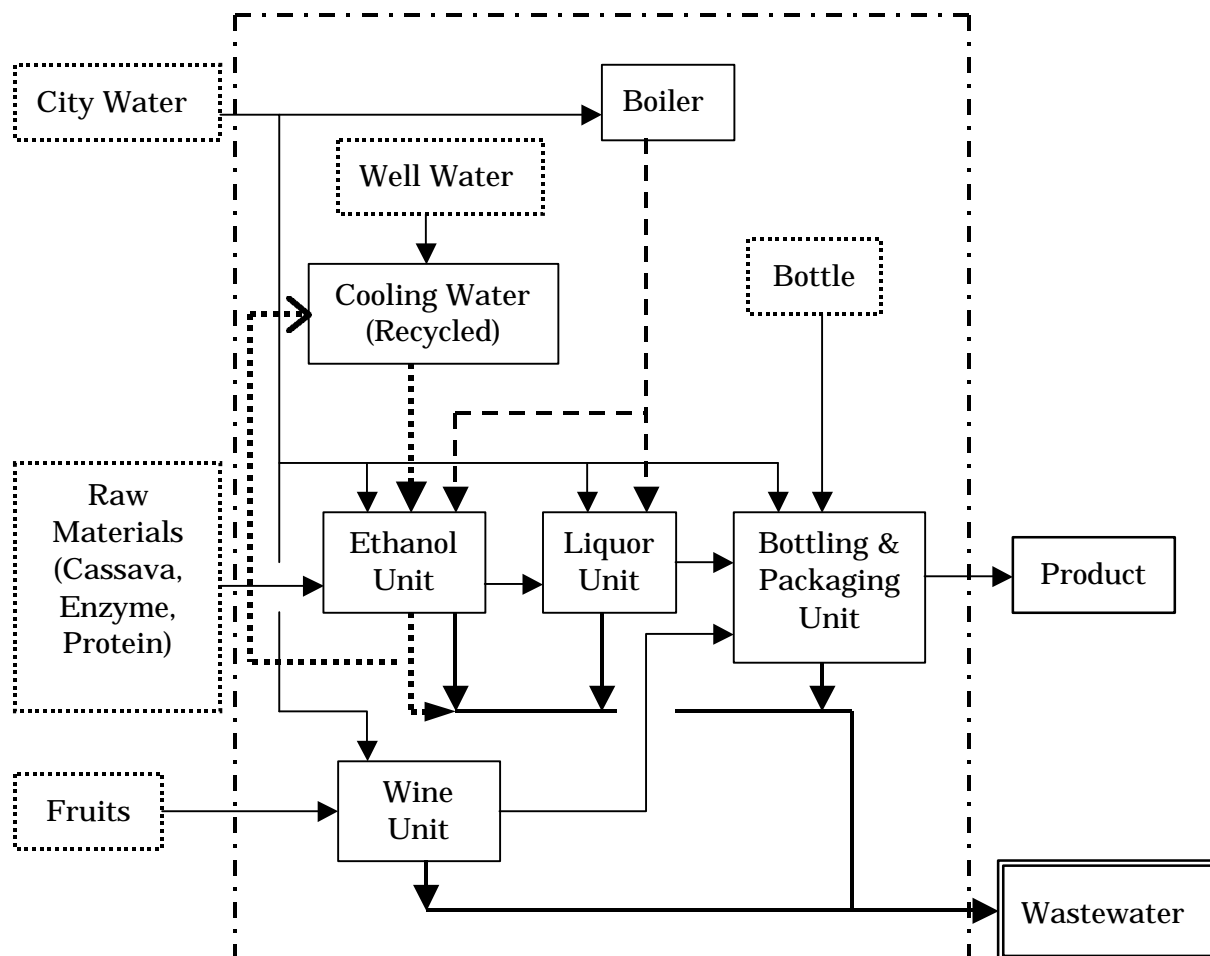 City Water
Boiler
Well Water
Bottle
Cooling Water
(Recycled)
Raw
Materials
(Cassava,
Enzyme,
Protein)
Ethanol
Unit
Liquor
Unit
Bottling &
Packaging
Unit
Product
Fruits
Wine
Unit
Wastewater